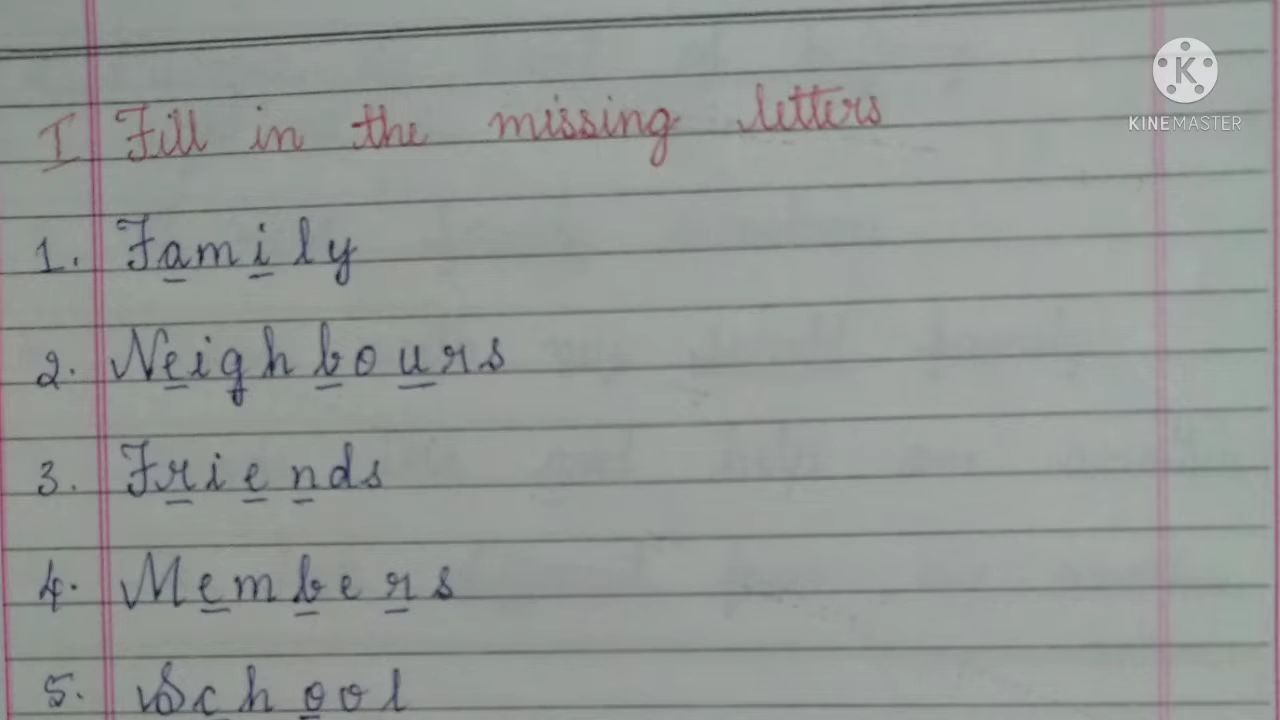 K
KINEMASTER
I Fill in the missing letters
1. Family
2. Neighbours
3. Friends
4. Members
5. School